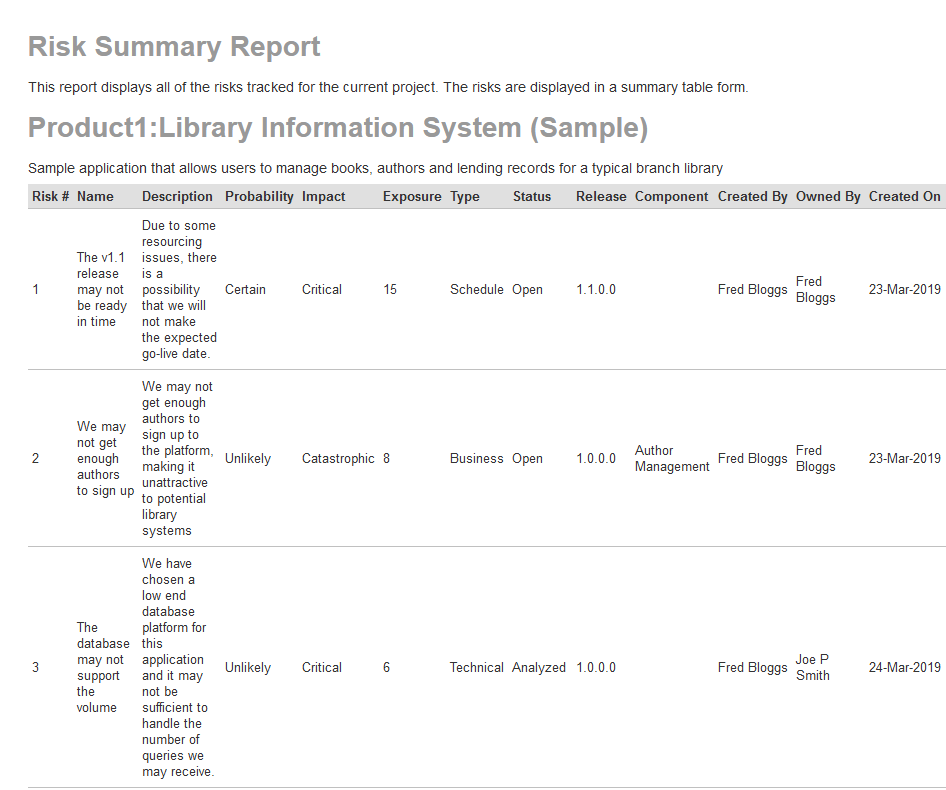 Risk Summary Report
This report displays all of the risks tracked for the current project. The risks are displayed in a summary table form.
Product1:Library Information System (Sample)
Sample application that allows users to manage books, authors and lending records for a typical branch library
Risk # Name Description Probability Impact Exposure Type Status Release Component Created By Owned By Created On
1
The v1.1
release
may not
be ready
in time
Due to some
resourcing
issues, there
is a
possibility
that we will
not make
the expected
go-live date.
Certain
Critical
15
Schedule
Open
1.1.0.0
Fred Bloggs
Fred
Bloggs
23-Mar-2019
2
We may
not get
enough
authors
to sign up
We may not
get enough
authors to
sign up to
the platform,
making it
unattractive
to potential
library
systems
Unlikely
Catastrophic
8
Business
Open
1.0.0.0
Author
Management
Fred Bloggs
Fred
Bloggs
23-Mar-2019
3
The
database
may not
support
the
volume
We have
chosen a
low end
database
platform for
this
application
and it may
not be
sufficient to
handle the
number of
queries we
may receive.
Unlikely
Critical
6
Technical
Analyzed
1.0.0.0
Fred Bloggs
Joe P
Smith
24-Mar-2019